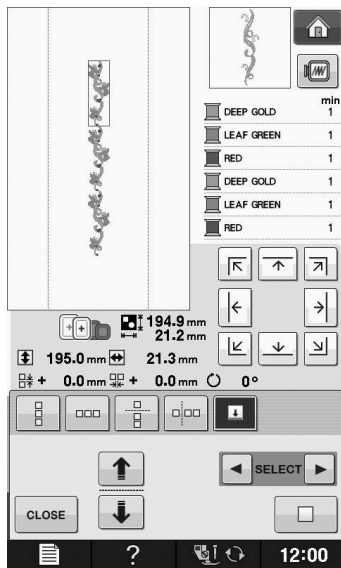 min
DEEP GOLD 1
LEAF GREEN 1
RED 1
DEEP GOLD 1
LEAF GREEN 1
RED 1
194.9 mm
21.2 mm
195.0 mm 21.3 mm
+ 0.0 mm + 0.0 mm 0°
SELECT
CLOSE
? 12:00